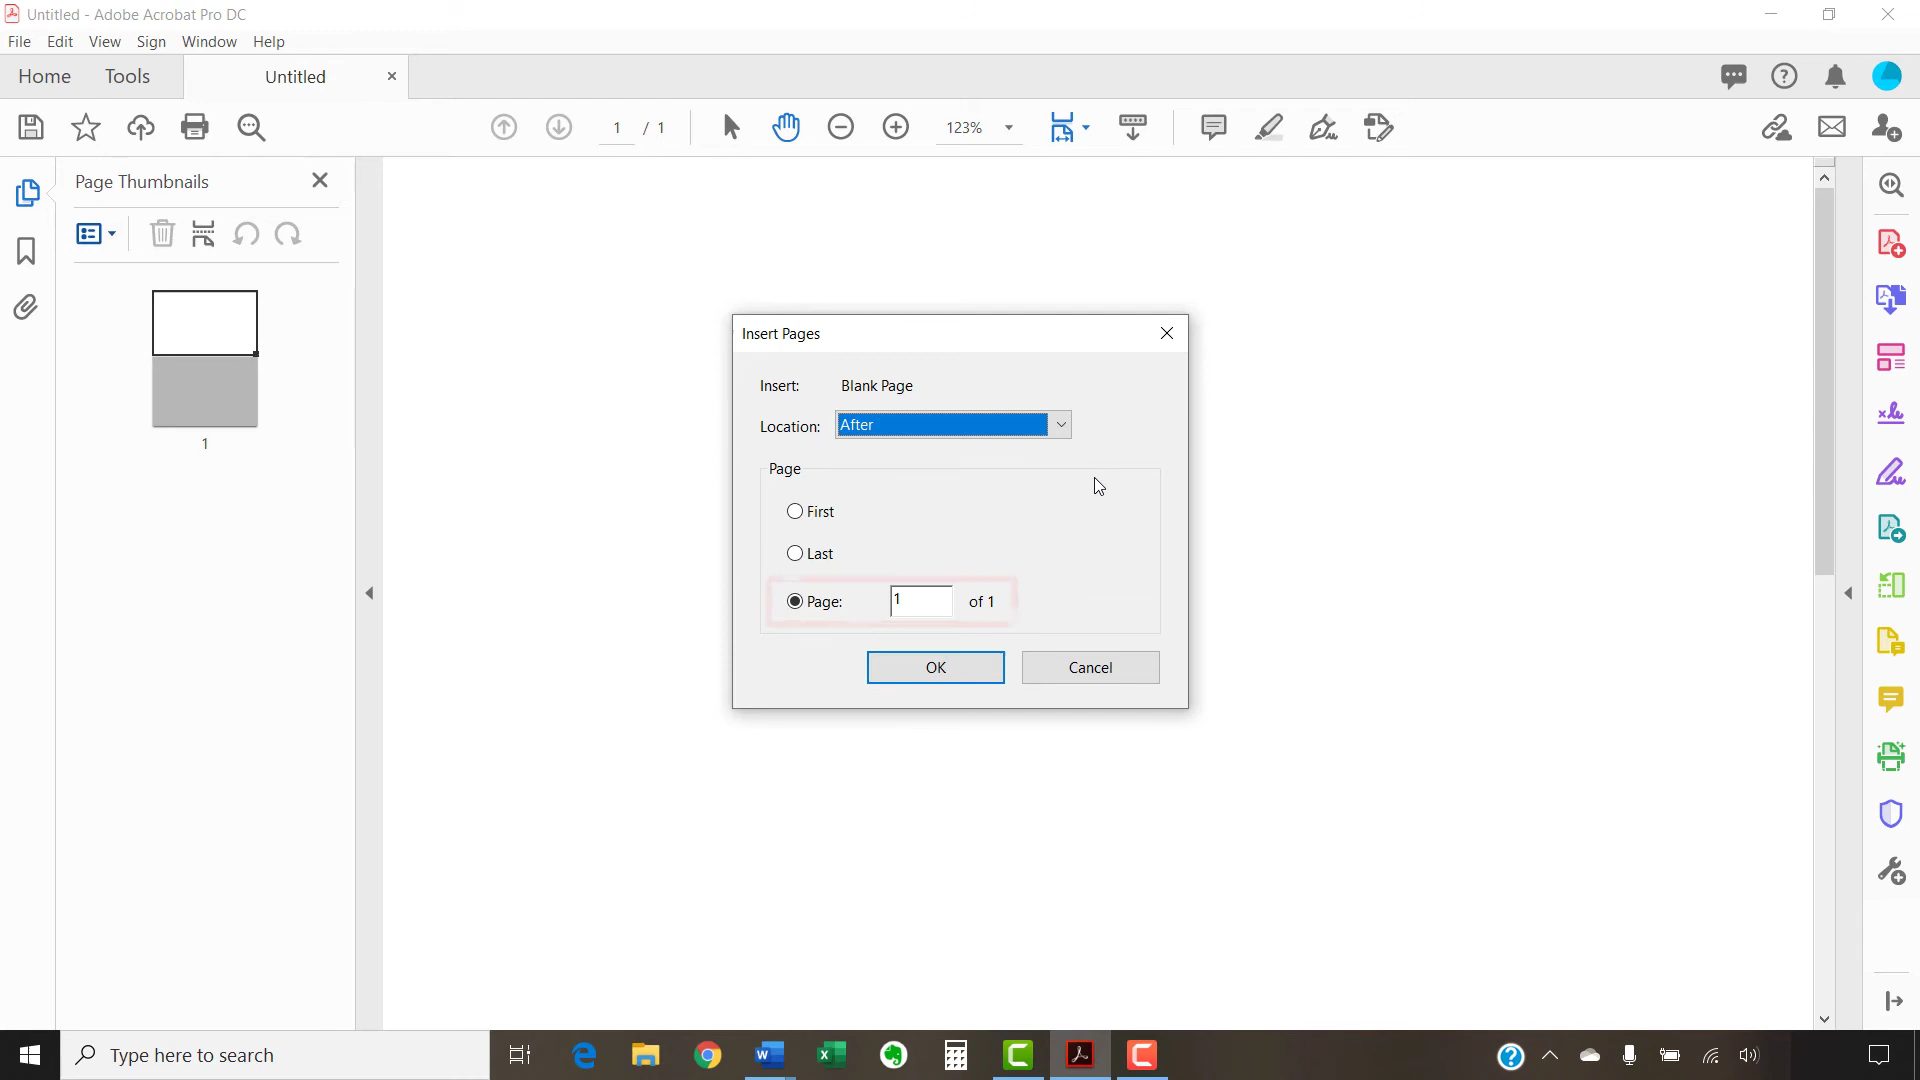 Untitled - Adobe Acrobat Pro DC
File Edit View Sign Window Help
Home Tools Untitled
1 / 1 123%
Page Thumbnails
1
Insert Pages
Insert: Blank Page
Location: After
Page
First
Last
Page: 1 of 1
OK Cancel
Type here to search